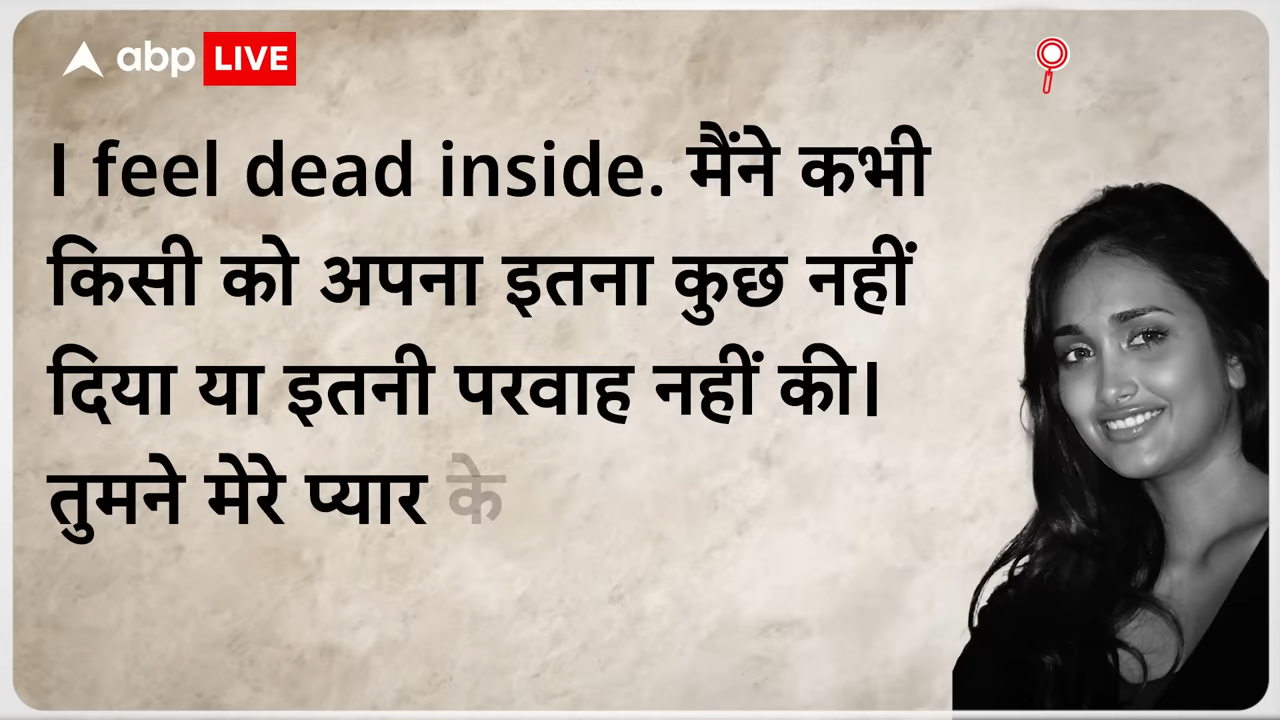 abp LIVE
I feel dead inside. मैंने कभी
किसी को अपना इतना कुछ नहीं
दिया या इतनी परवाह नहीं की।
तुमने मेरे प्यार के